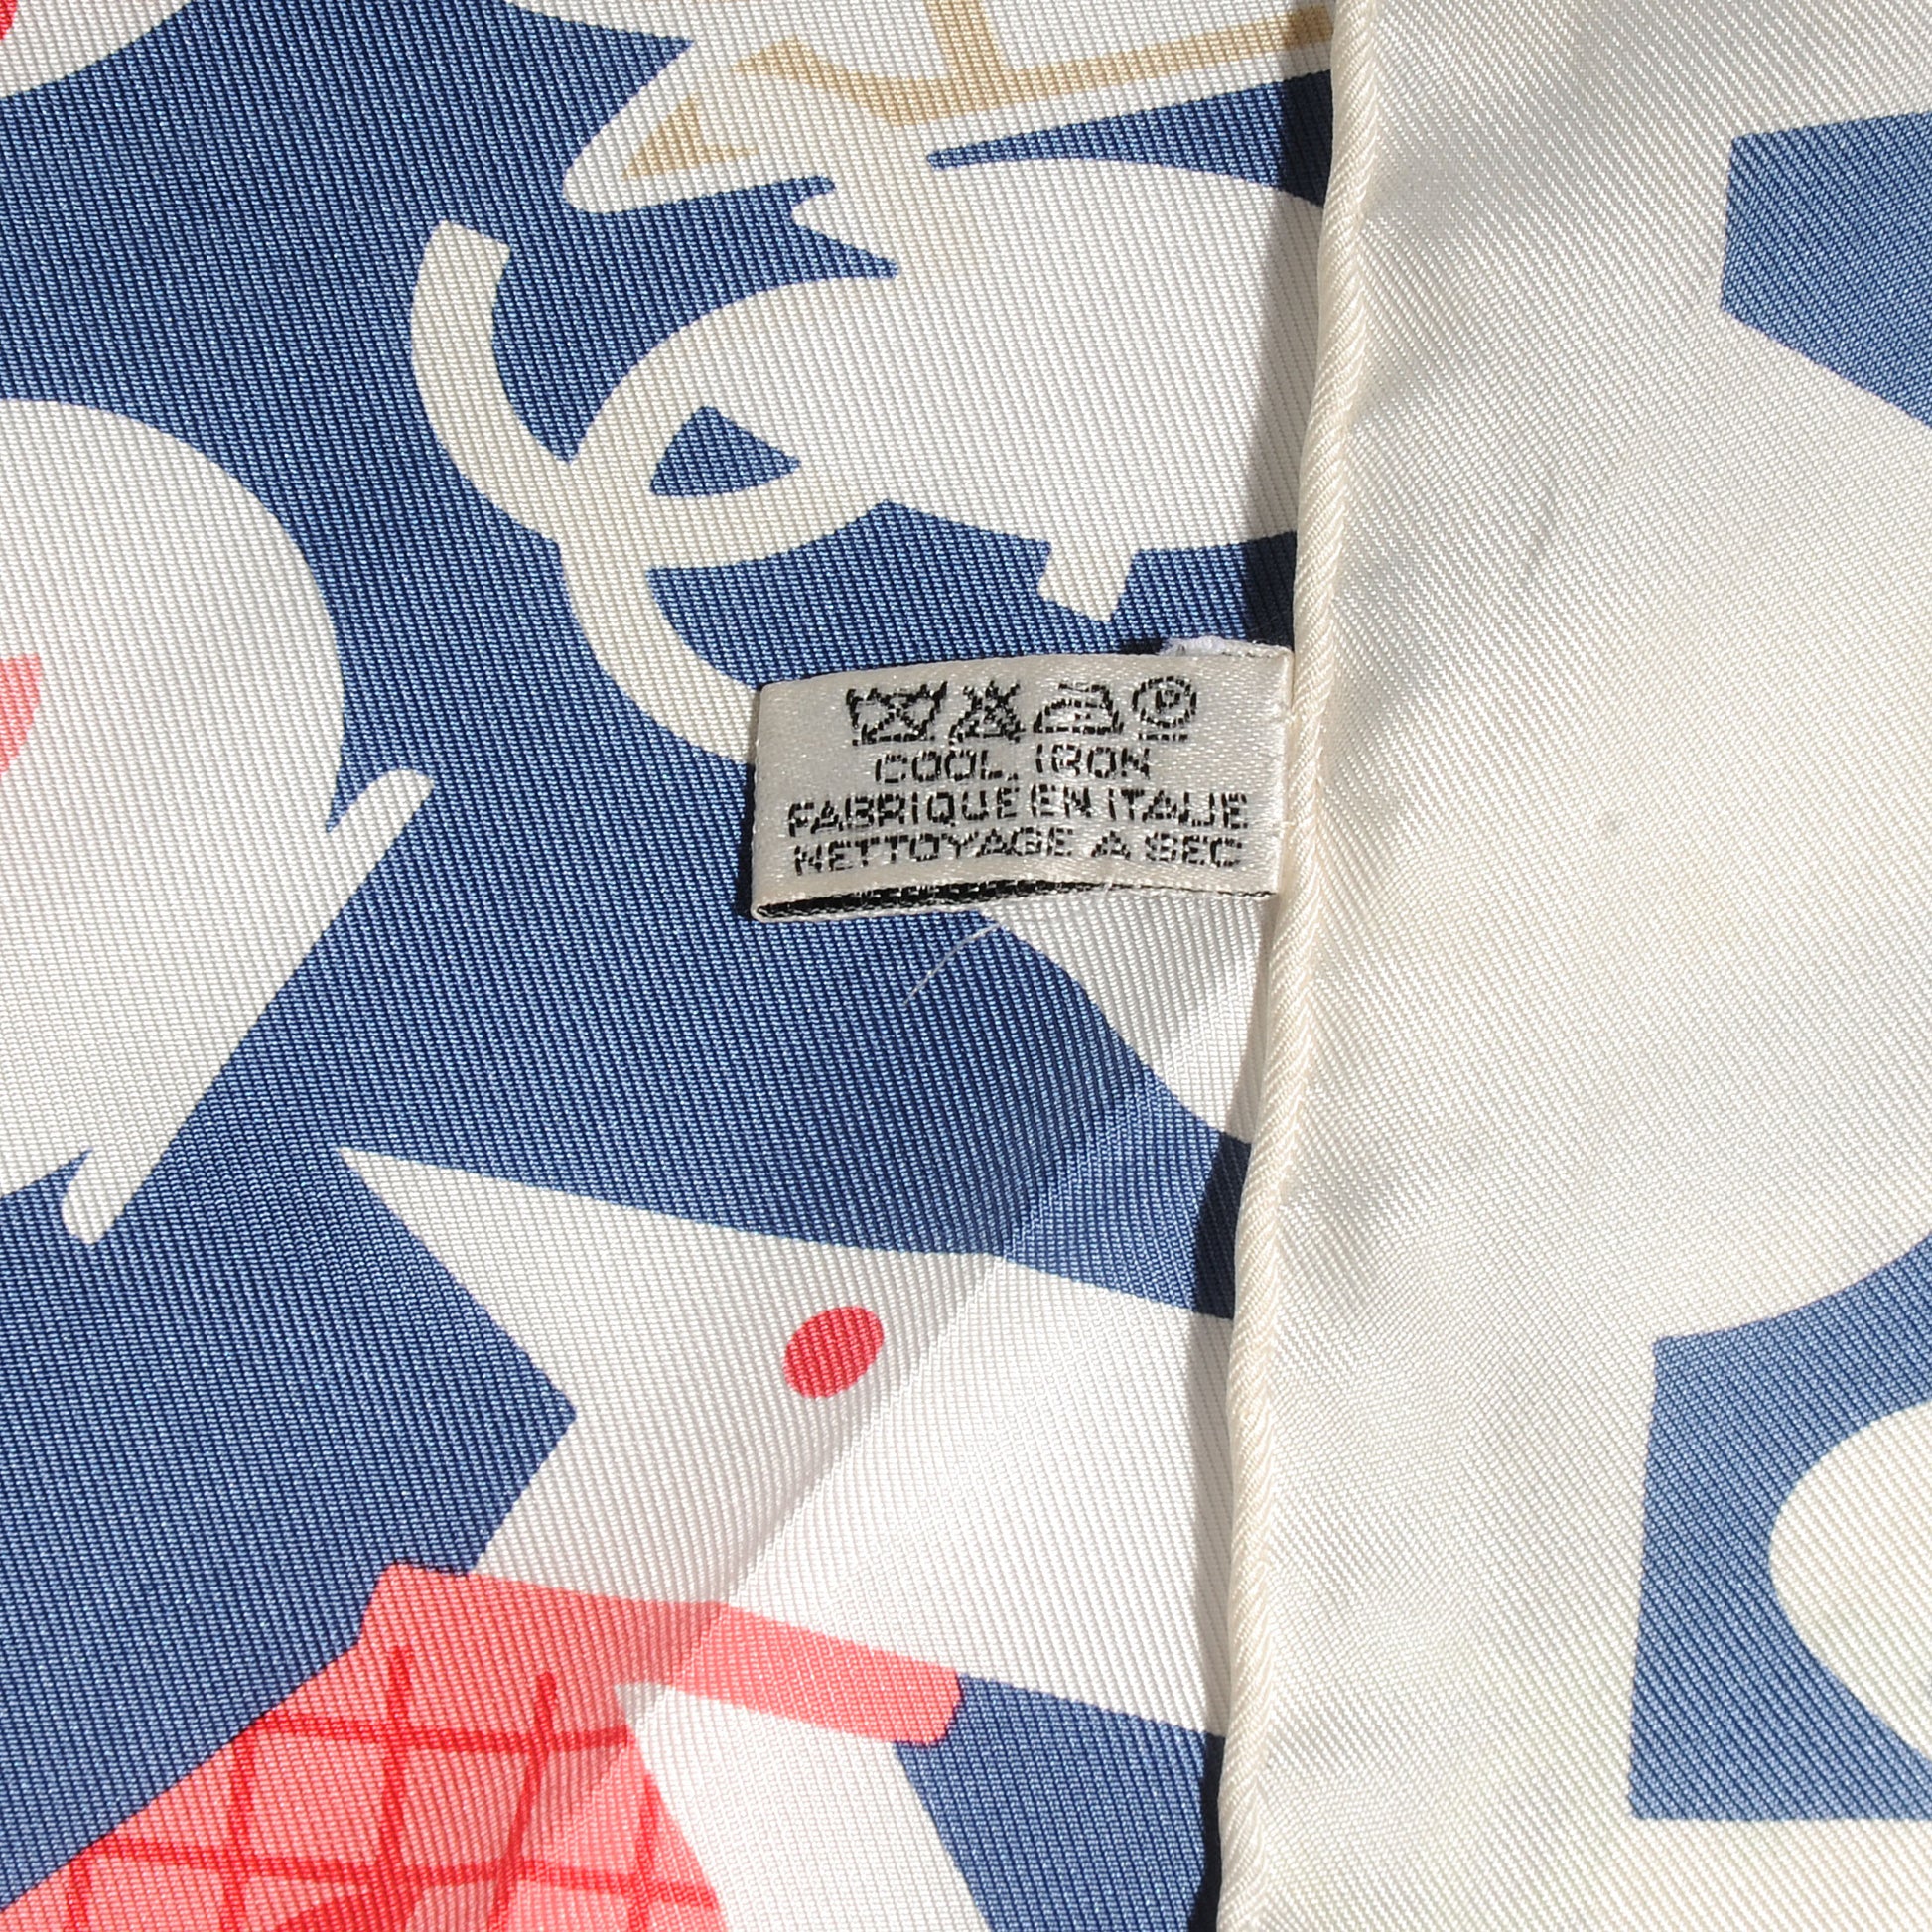 COOL IRON
FABRIQUE EN ITALIE
NETTOYAGE A SEC